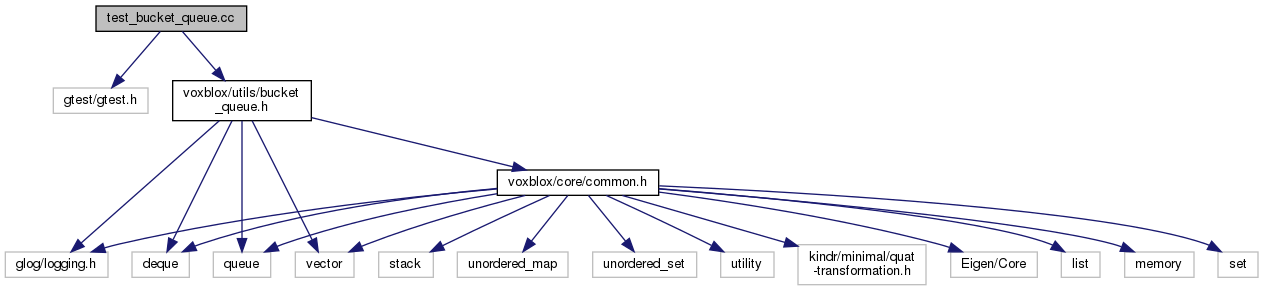 test_bucket_queue.cc
gtest/gtest.h
voxblox/utils/bucket
_queue.h
voxblox/core/common.h
glog/logging.h
deque
queue
vector
stack
unordered_map
unordered_set
utility
kindr/minimal/quat
-transformation.h
Eigen/Core
list
memory
set